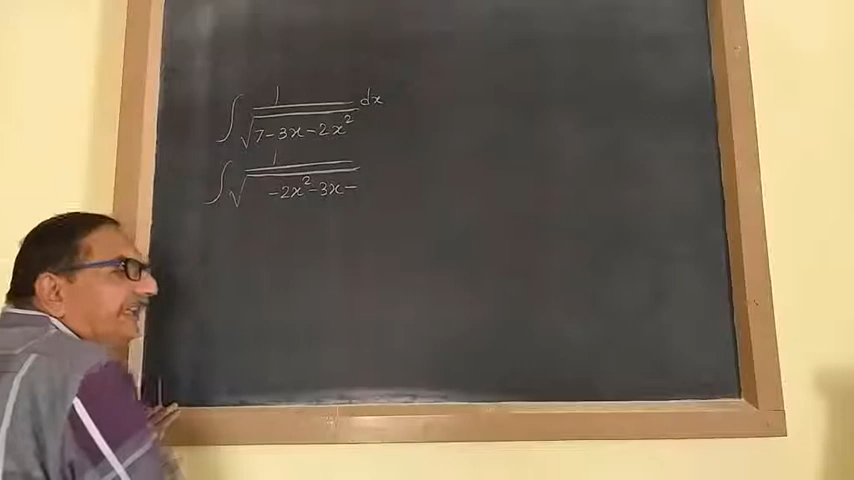 ∫ 1/√(7-3x-2x²) dx
∫ 1/√(-2x²-3x-